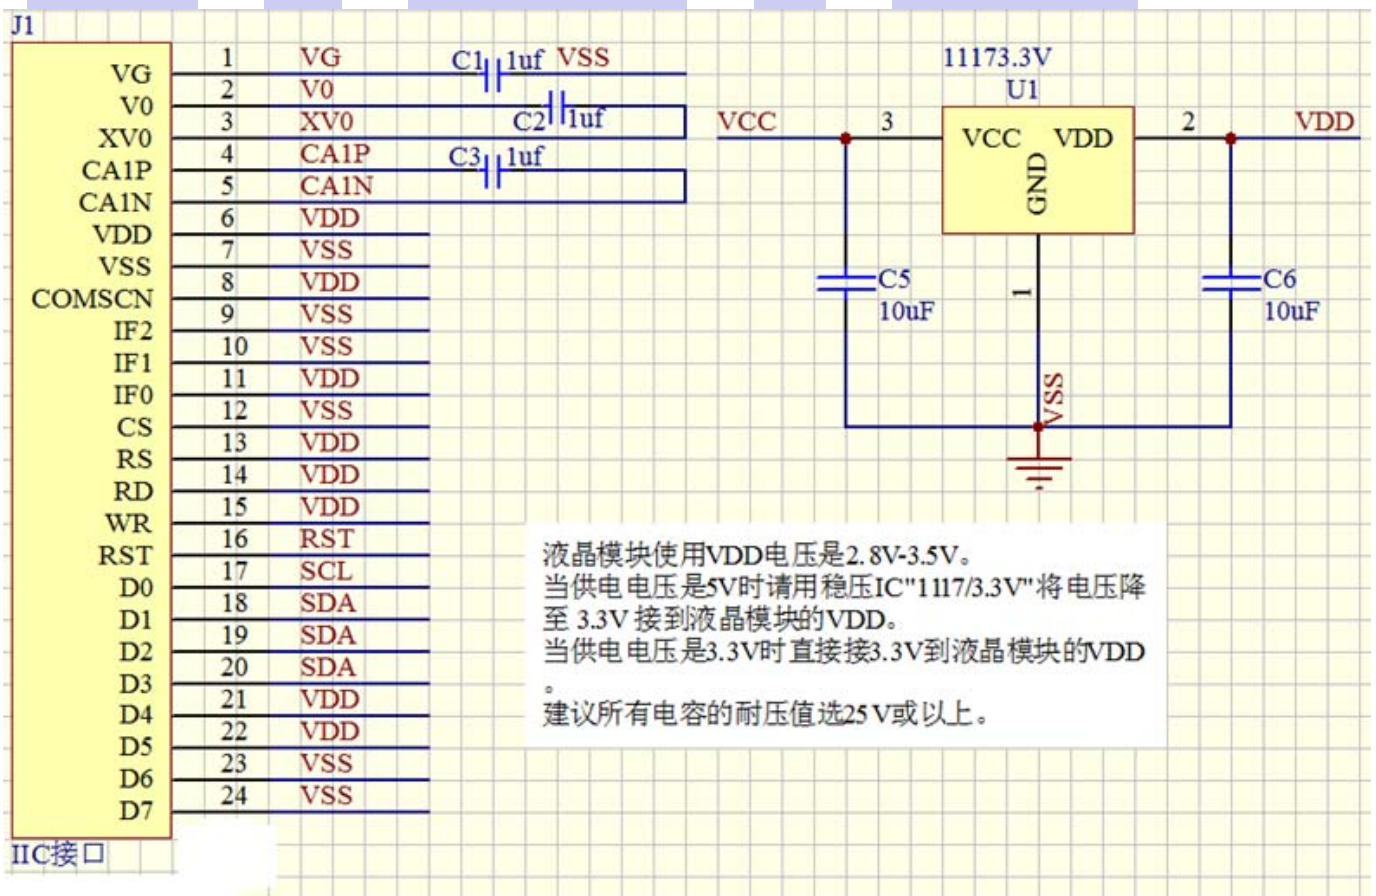 J1
VG 1 VG C1 1uf VSS
V0 2 V0
XV0 3 XV0 C2 1uf
CA1P 4 CA1P C3 1uf
CA1N 5 CA1N
VDD 6 VDD
VSS 7 VSS
COMSCN 8 VDD
IF2 9 VSS
IF1 10 VSS
IF0 11 VDD
CS 12 VSS
RS 13 VDD
RD 14 VDD
WR 15 VDD
RST 16 RST
D0 17 SCL
D1 18 SDA
D2 19 SDA
D3 20 SDA
D4 21 VDD
D5 22 VDD
D6 23 VSS
D7 24 VSS
IIC接口
11173.3V
U1
VCC 3 VCC VDD 2 VDD
GND
C5
10uF
1
C6
10uF
VSS
液晶模块使用VDD电压是2.8V-3.5V。
当供电电压是5V时请用稳压IC"1117/3.3V"将电压降
至 3.3V 接到液晶模块的VDD。
当供电电压是3.3V时直接接3.3V到液晶模块的VDD
。
建议所有电容的耐压值选25V或以上。